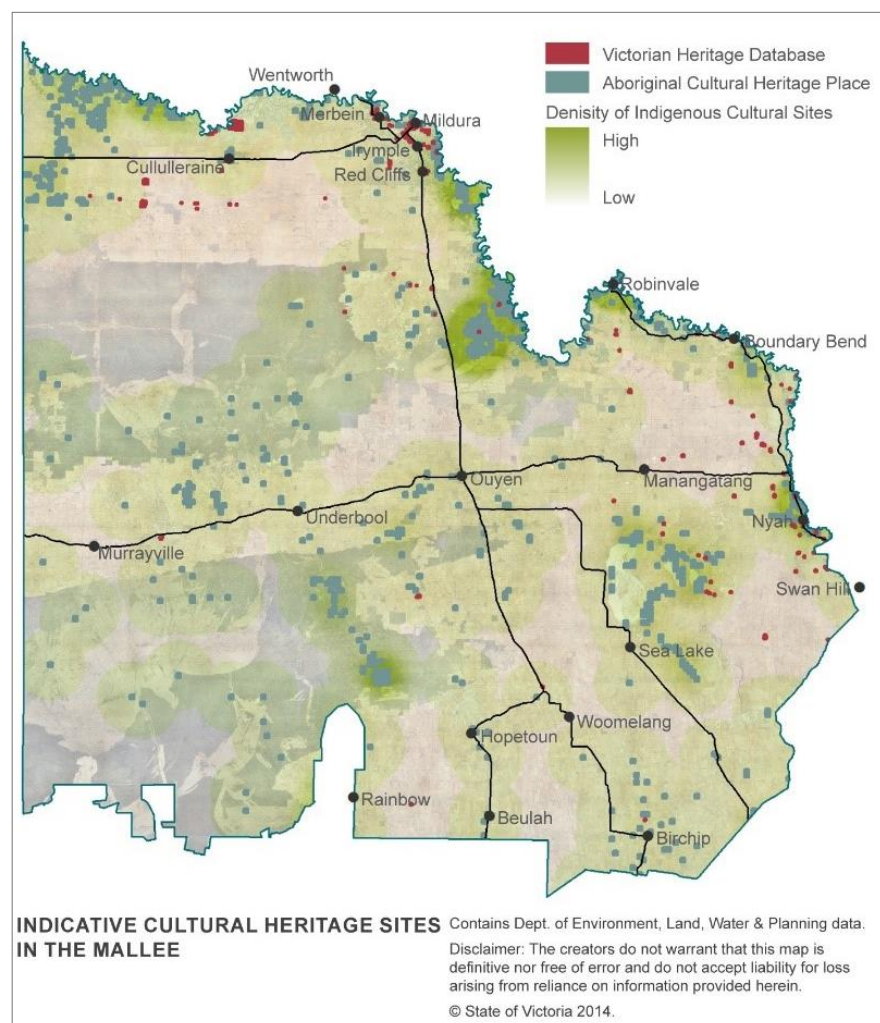 Victorian Heritage Database
Aboriginal Cultural Heritage Place
Denisity of Indigenous Cultural Sites
High
Low
Wentworth
Merbein
Mildura
Irymple
Cullulleraine
Red Cliffs
Robinvale
Boundary Bend
Ouyen
Manangatang
Underbool
Nyah
Murrayville
Swan Hill
Sea Lake
Woomelang
Hopetoun
Rainbow
Beulah
Birchip
INDICATIVE CULTURAL HERITAGE SITES
IN THE MALLEE
Contains Dept. of Environment, Land, Water & Planning data.
Disclaimer: The creators do not warrant that this map is
definitive nor free of error and do not accept liability for loss
arising from reliance on information provided herein.
© State of Victoria 2014.